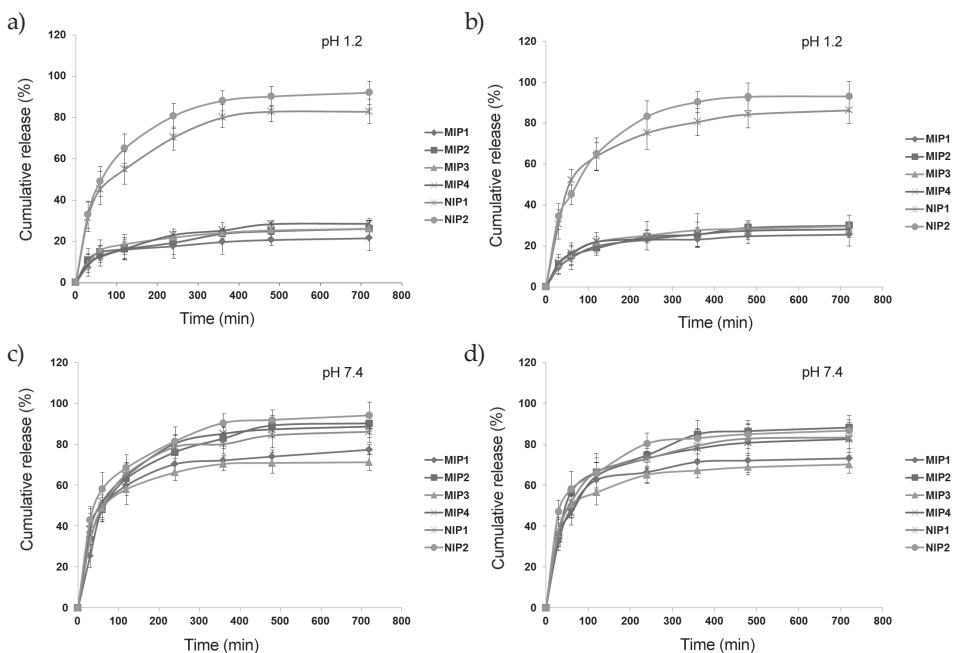 a)
pH 1.2
Cumulative release (%)
120
100
80
60
40
20
0
0 100 200 300 400 500 600 700 800
Time (min)
MIP1
MIP2
MIP3
MIP4
NIP1
NIP2
b)
pH 1.2
Cumulative release (%)
120
100
80
60
40
20
0
0 100 200 300 400 500 600 700 800
Time (min)
MIP1
MIP2
MIP3
MIP4
NIP1
NIP2
c)
pH 7.4
Cumulative release (%)
120
100
80
60
40
20
0
0 100 200 300 400 500 600 700 800
Time (min)
MIP1
MIP2
MIP3
MIP4
NIP1
NIP2
d)
pH 7.4
Cumulative release (%)
120
100
80
60
40
20
0
0 100 200 300 400 500 600 700 800
Time (min)
MIP1
MIP2
MIP3
MIP4
NIP1
NIP2